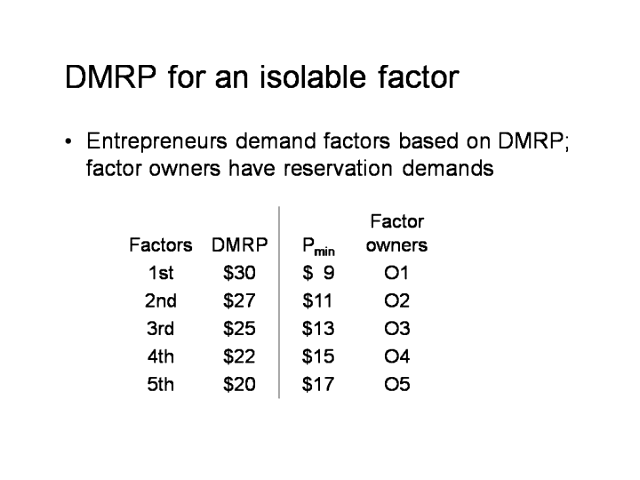 DMRP for an isolable factor
• Entrepreneurs demand factors based on DMRP;
factor owners have reservation demands
Factor
Factors DMRP Pmin owners
1st $30 $ 9 O1
2nd $27 $11 O2
3rd $25 $13 O3
4th $22 $15 O4
5th $20 $17 O5